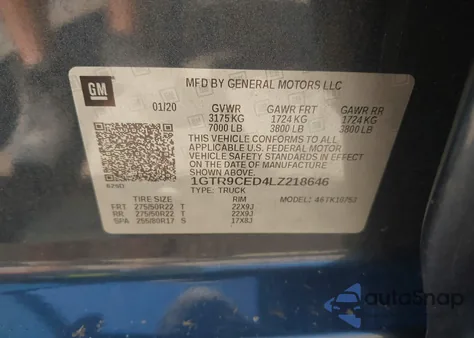 GM
MFD BY GENERAL MOTORS LLC
01/20
GVWR GAWR FRT GAWR RR
3175 KG 1724 KG 1724 KG
7000 LB 3800 LB 3800 LB
THIS VEHICLE CONFORMS TO ALL
APPLICABLE U.S. FEDERAL MOTOR
VEHICLE SAFETY STANDARDS IN
EFFECT ON THE DATE OF MANUFACTURE
SHOWN ABOVE.
1GTR9CED4LZ218646
TYPE: TRUCK
TIRE SIZE RIM MODEL:
FRT 275/50R22 T 22X9J
RR 275/50R22 T 22X9J
SPA 255/80R17 S 17X8J
autoSnap